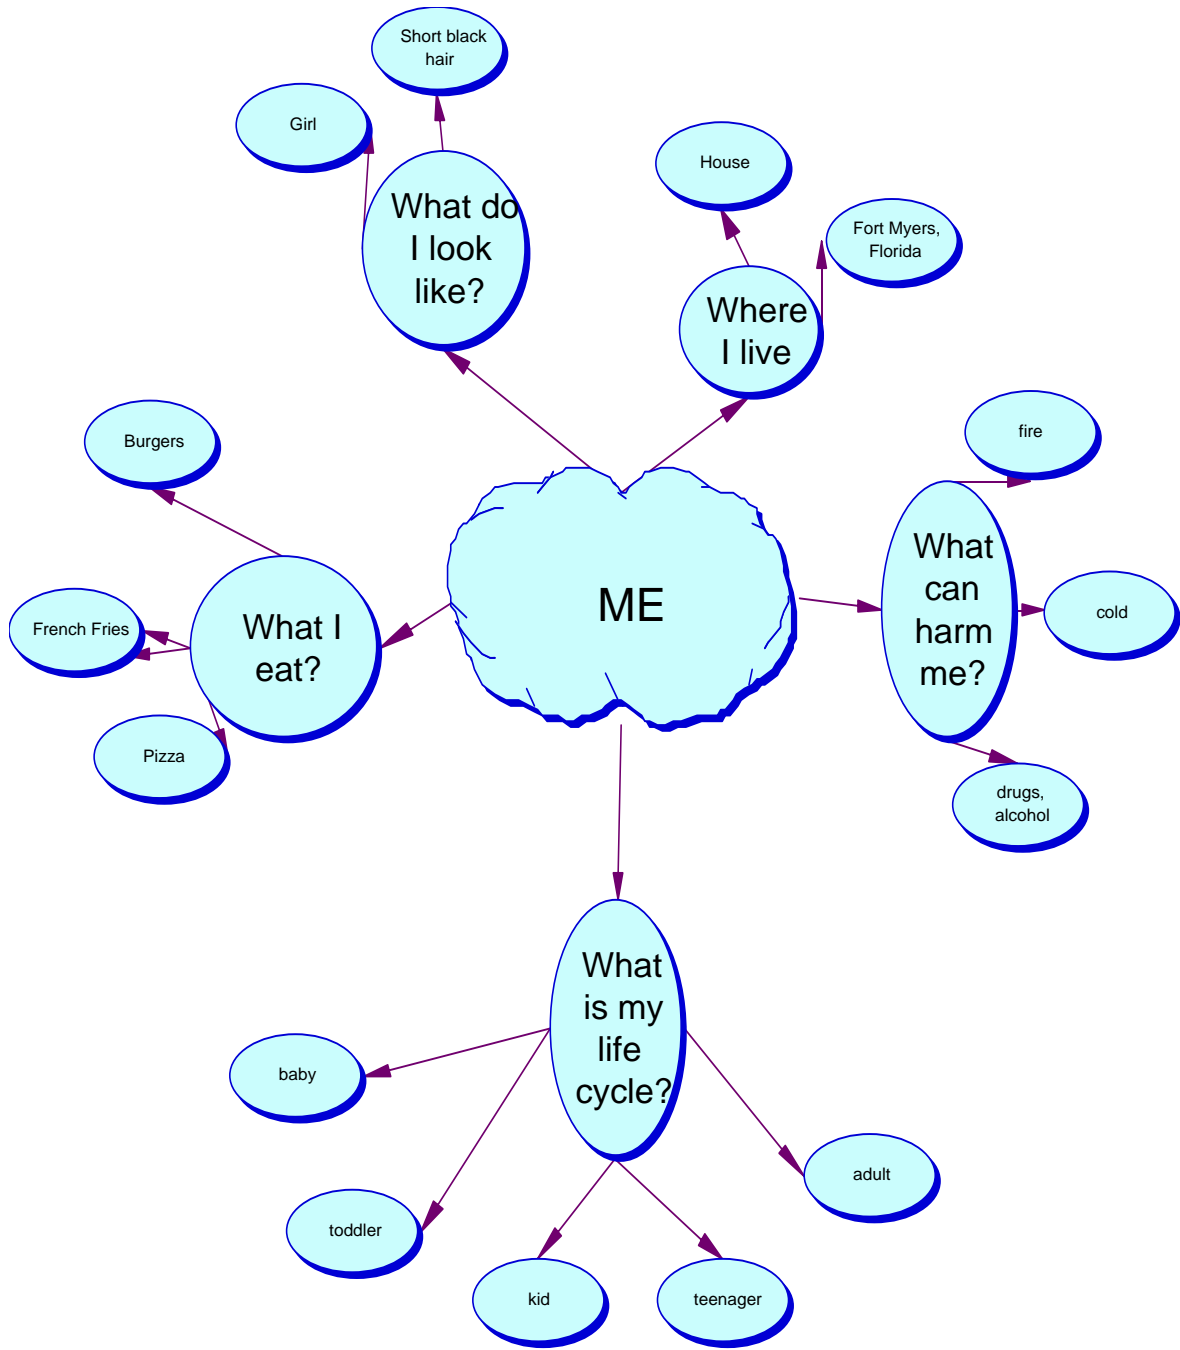 Short black
hair
Girl
What do
I look
like?
House
Fort Myers,
Florida
Where
I live
Burgers
fire
French Fries
What I
eat?
Pizza
ME
What
can
harm
me?
cold
drugs,
alcohol
What
is my
life
cycle?
baby
toddler
kid
teenager
adult